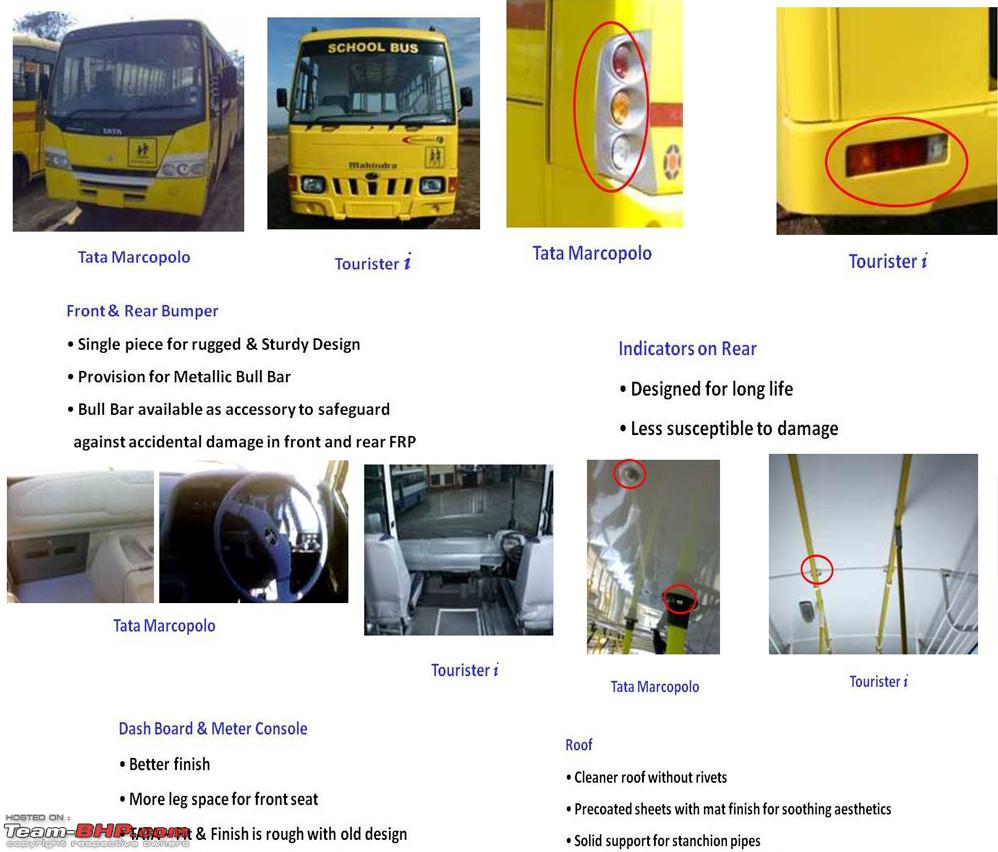 TATA
SCHOOL BUS
Mahindra
Tata Marcopolo
Tourister i
Tata Marcopolo
Tourister i
Front & Rear Bumper
• Single piece for rugged & Sturdy Design
• Provision for Metallic Bull Bar
• Bull Bar available as accessory to safeguard
against accidental damage in front and rear FRP
Indicators on Rear
• Designed for long life
• Less susceptible to damage
Tata Marcopolo
Tourister i
Tata Marcopolo
Tourister i
Dash Board & Meter Console
• Better finish
• More leg space for front seat
• TATA – Fit & Finish is rough with old design
Roof
• Cleaner roof without rivets
• Precoated sheets with mat finish for soothing aesthetics
• Solid support for stanchion pipes
HOSTED ON :
Team-BHP.com
copyright respective owners